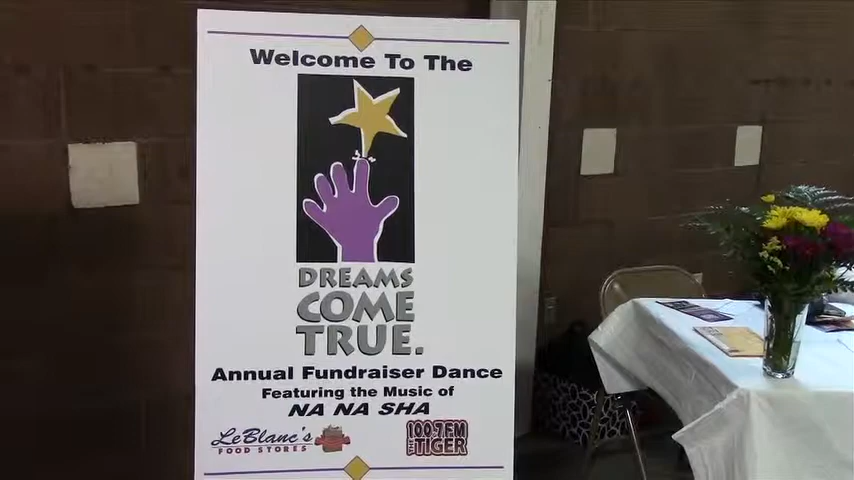 Welcome To The
DREAMS
COME
TRUE.
Annual Fundraiser Dance
Featuring the Music of
NA NA SHA
LeBlanc's
FOOD STORES
100.7 FM
THE TIGER